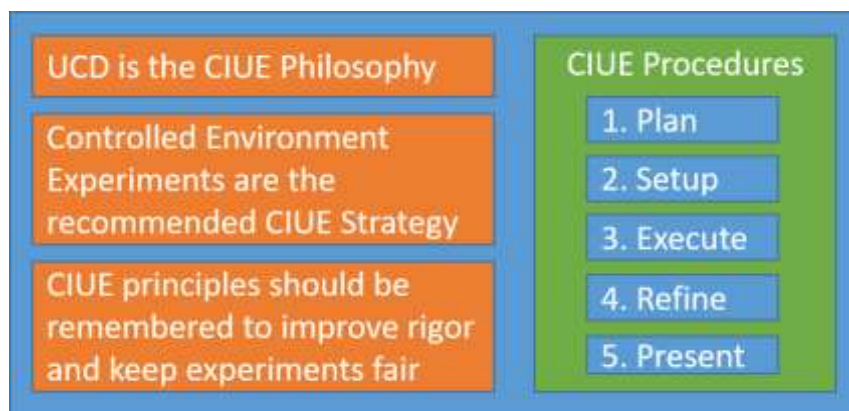 UCD is the CIUE Philosophy
Controlled Environment
Experiments are the
recommended CIUE Strategy
CIUE principles should be
remembered to improve rigor
and keep experiments fair
CIUE Procedures
1. Plan
2. Setup
3. Execute
4. Refine
5. Present